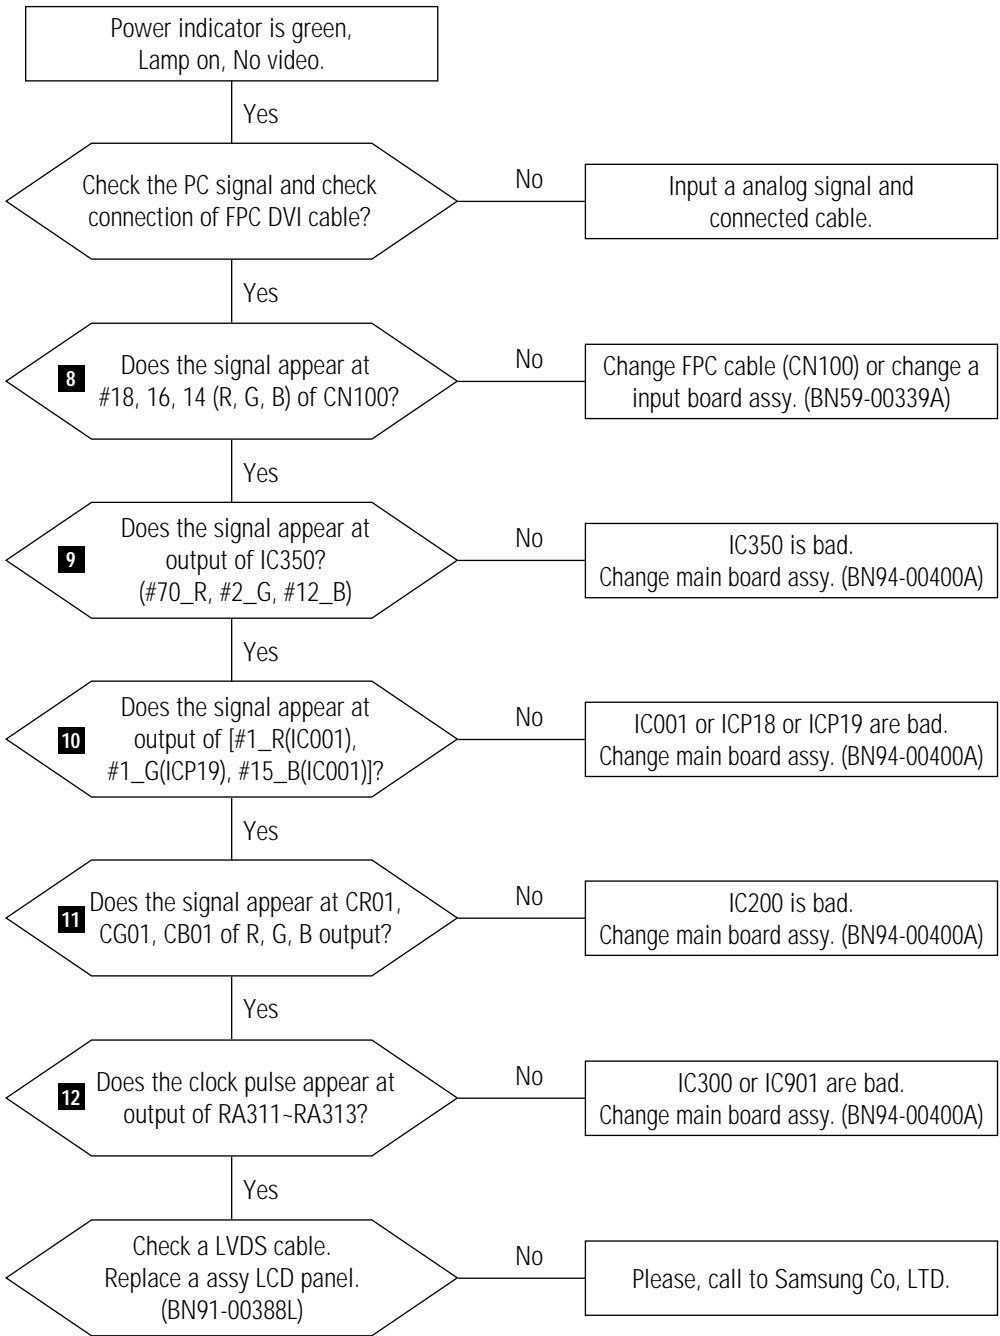 Power indicator is green,
Lamp on, No video.
Yes
Check the PC signal and check
connection of FPC DVI cable?
No
Input a analog signal and
connected cable.
Yes
8
Does the signal appear at
#18, 16, 14 (R, G, B) of CN100?
No
Change FPC cable (CN100) or change a
input board assy. (BN59-00339A)
Yes
9
Does the signal appear at
output of IC350?
(#70_R, #2_G, #12_B)
No
IC350 is bad.
Change main board assy. (BN94-00400A)
Yes
10
Does the signal appear at
output of [#1_R(IC001),
#1_G(ICP19), #15_B(IC001)]?
No
IC001 or ICP18 or ICP19 are bad.
Change main board assy. (BN94-00400A)
Yes
11
Does the signal appear at CR01,
CG01, CB01 of R, G, B output?
No
IC200 is bad.
Change main board assy. (BN94-00400A)
Yes
12
Does the clock pulse appear at
output of RA311~RA313?
No
IC300 or IC901 are bad.
Change main board assy. (BN94-00400A)
Yes
Check a LVDS cable.
Replace a assy LCD panel.
(BN91-00388L)
No
Please, call to Samsung Co, LTD.